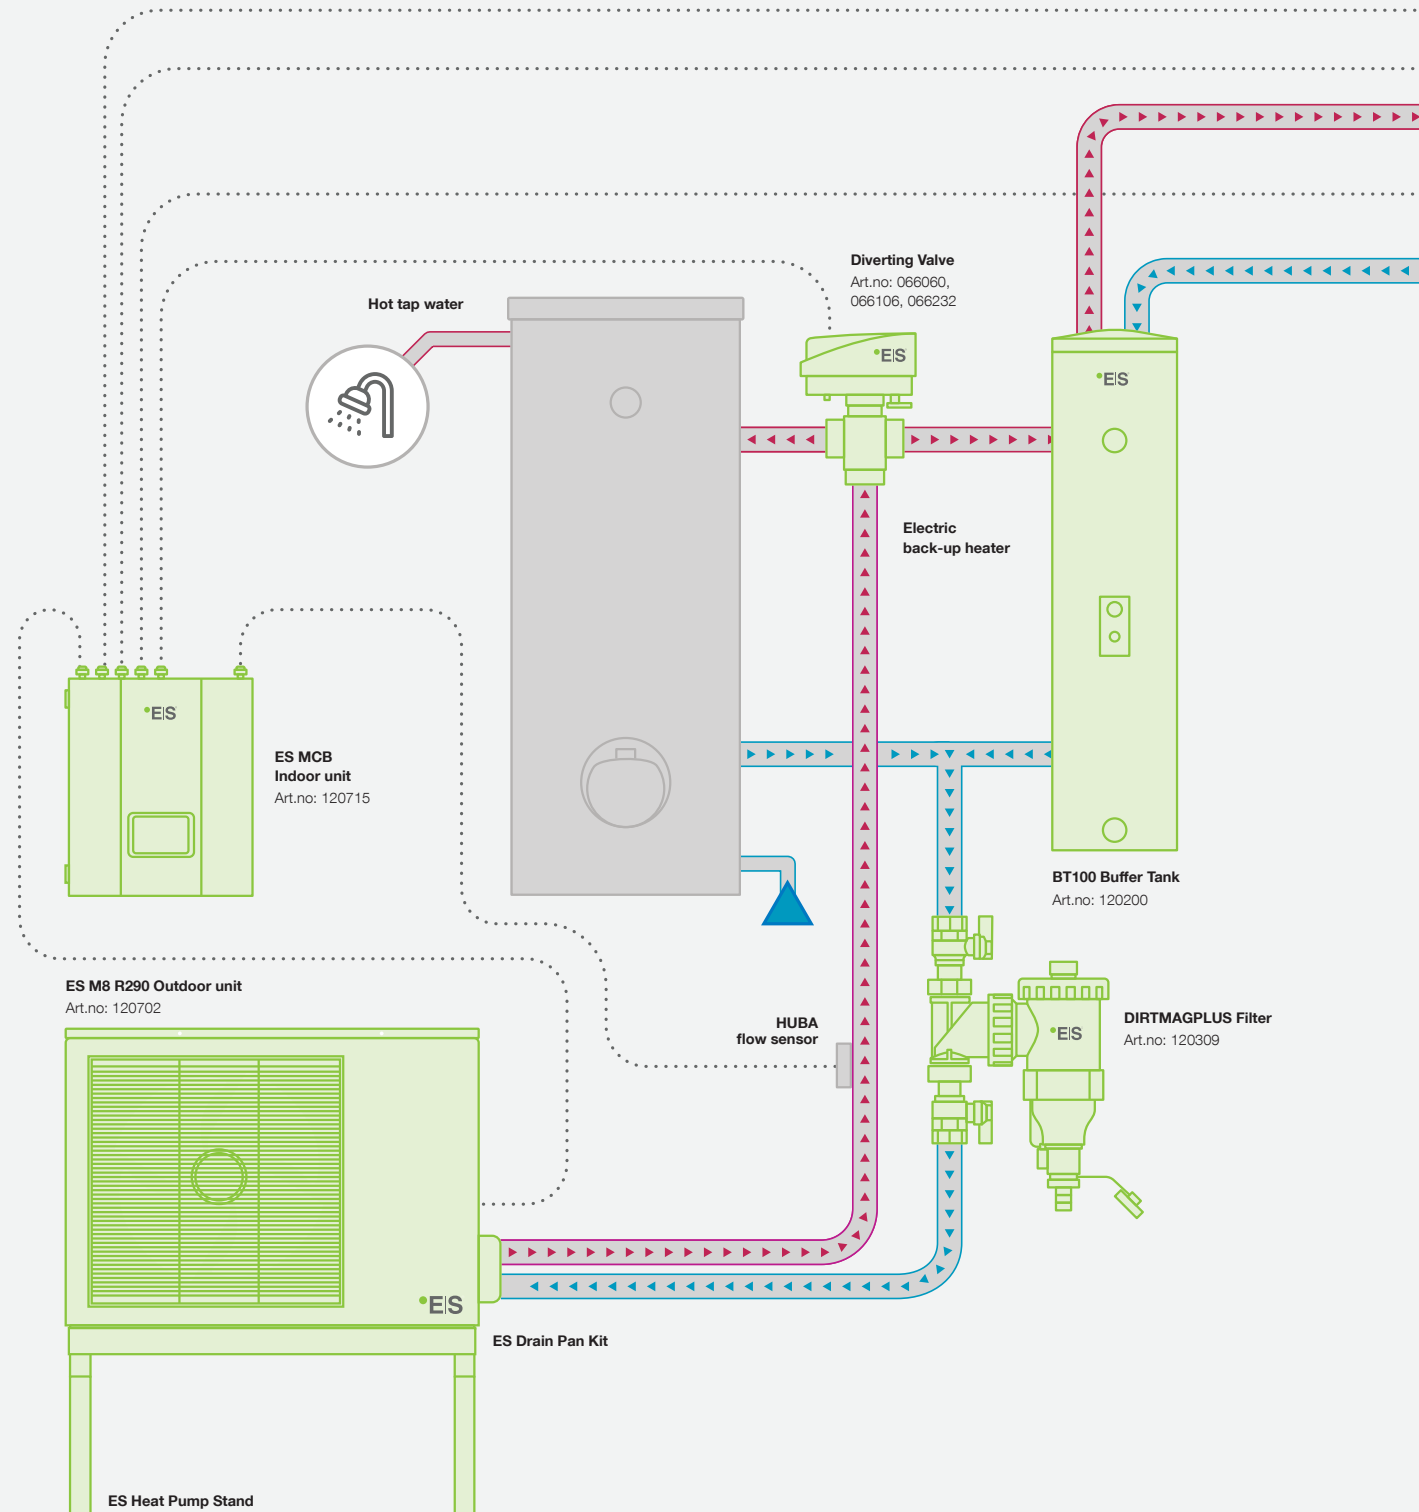 Diverting Valve
Art.no: 066060,
066106, 066232
Hot tap water
E|S
E|S
Electric
back-up heater
E|S
ES MCB
Indoor unit
Art.no: 120715
BT100 Buffer Tank
Art.no: 120200
ES M8 R290 Outdoor unit
Art.no: 120702
HUBA
flow sensor
E|S
DIRTMAGPLUS Filter
Art.no: 120309
E|S
ES Drain Pan Kit
ES Heat Pump Stand